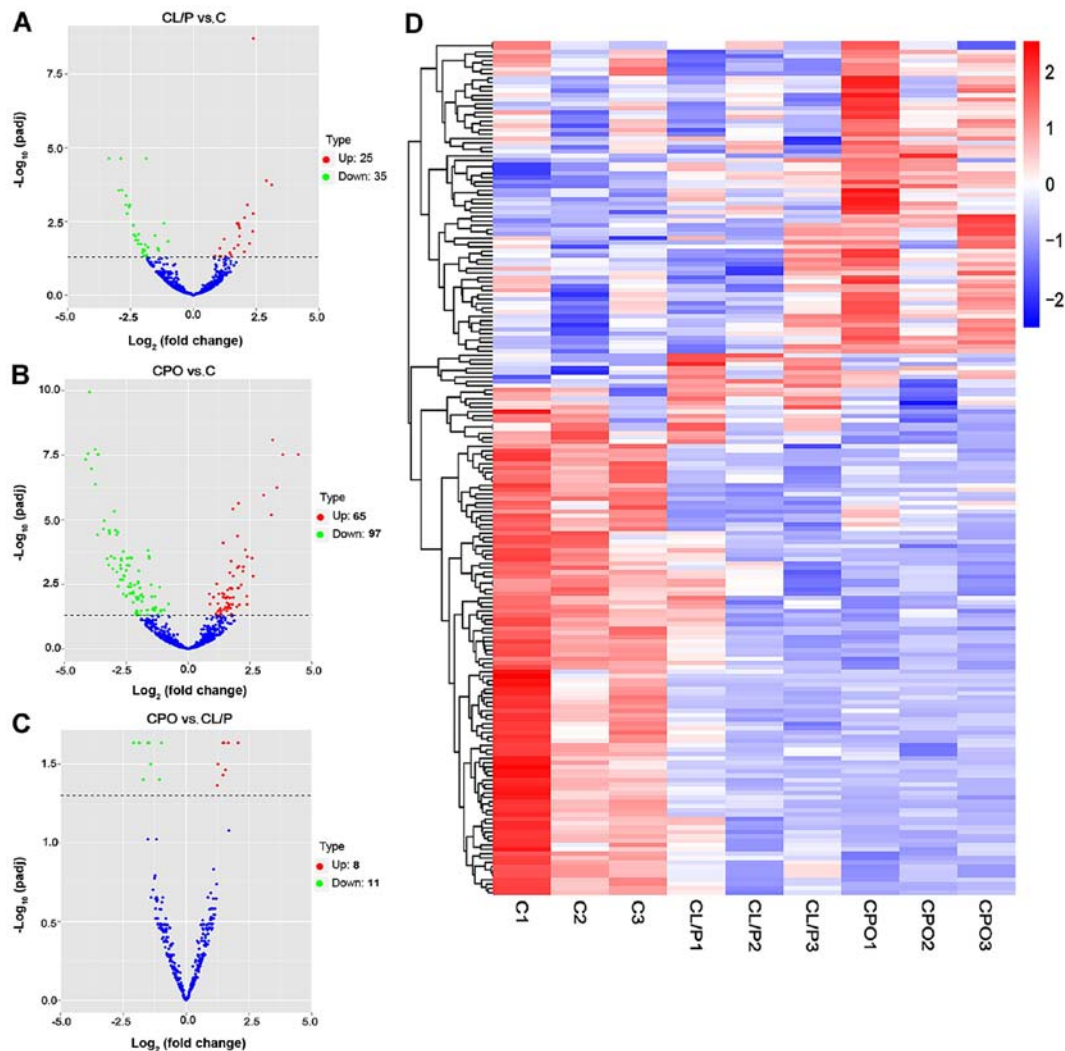 A
CL/P vs. C
7.5
5.0
2.5
0.0
-Log10 (padj)
-5.0 -2.5 0.0 2.5 5.0
Log2 (fold change)
Type
Up: 25
Down: 35
B
CPO vs. C
10.0
7.5
5.0
2.5
0.0
-Log10 (padj)
-5.0 -2.5 0.0 2.5 5.0
Log2 (fold change)
Type
Up: 65
Down: 97
C
CPO vs. CL/P
1.5
1.0
0.5
0.0
-Log10 (padj)
-5.0 -2.5 0.0 2.5 5.0
Log2 (fold change)
Type
Up: 8
Down: 11
D
2
1
0
-1
-2
C1 C2 C3 CL/P1 CL/P2 CL/P3 CPO1 CPO2 CPO3